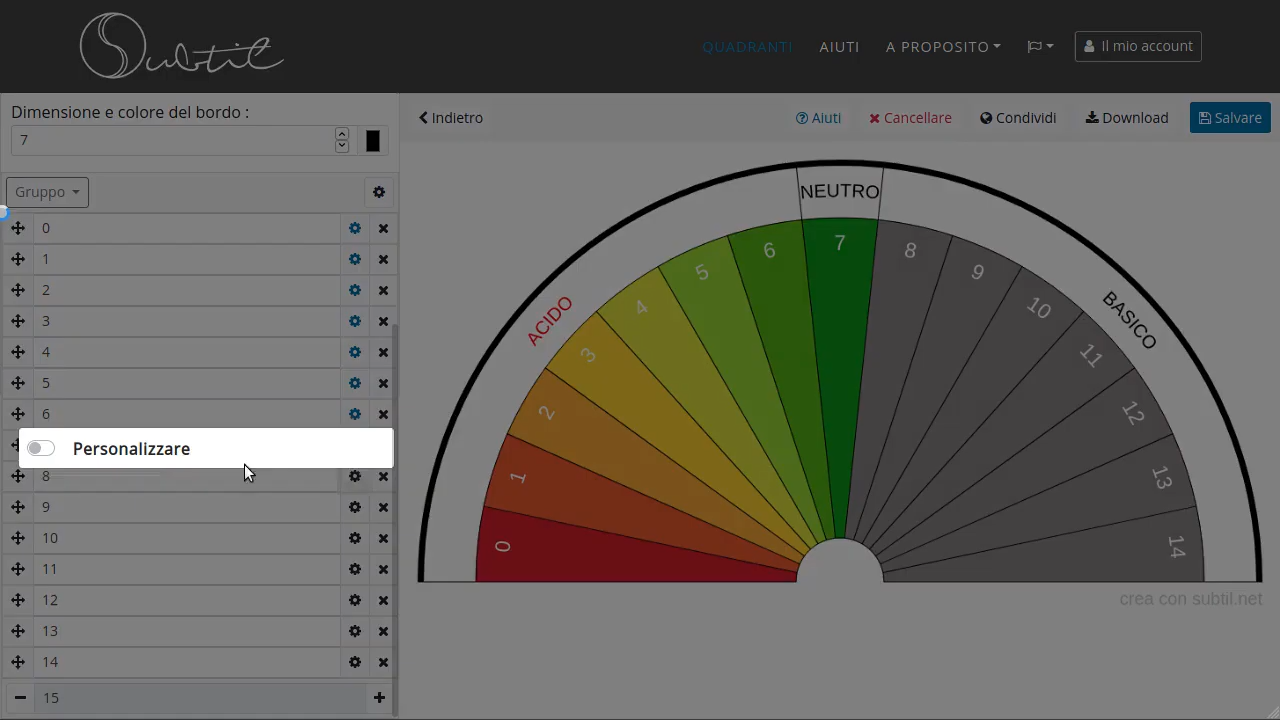 Subtil
QUADRANTI
AIUTI
A PROPOSITO
Il mio account
Dimensione e colore del bordo :
7
Indietro
Aiuti
Cancellare
Condividi
Download
Salvare
Gruppo
0
1
2
3
4
5
6
Personalizzare
8
9
10
11
12
13
14
15
ACIDO
NEUTRO
BASICO
0
1
2
3
4
5
6
7
8
9
10
11
12
13
14
crea con subtil.net